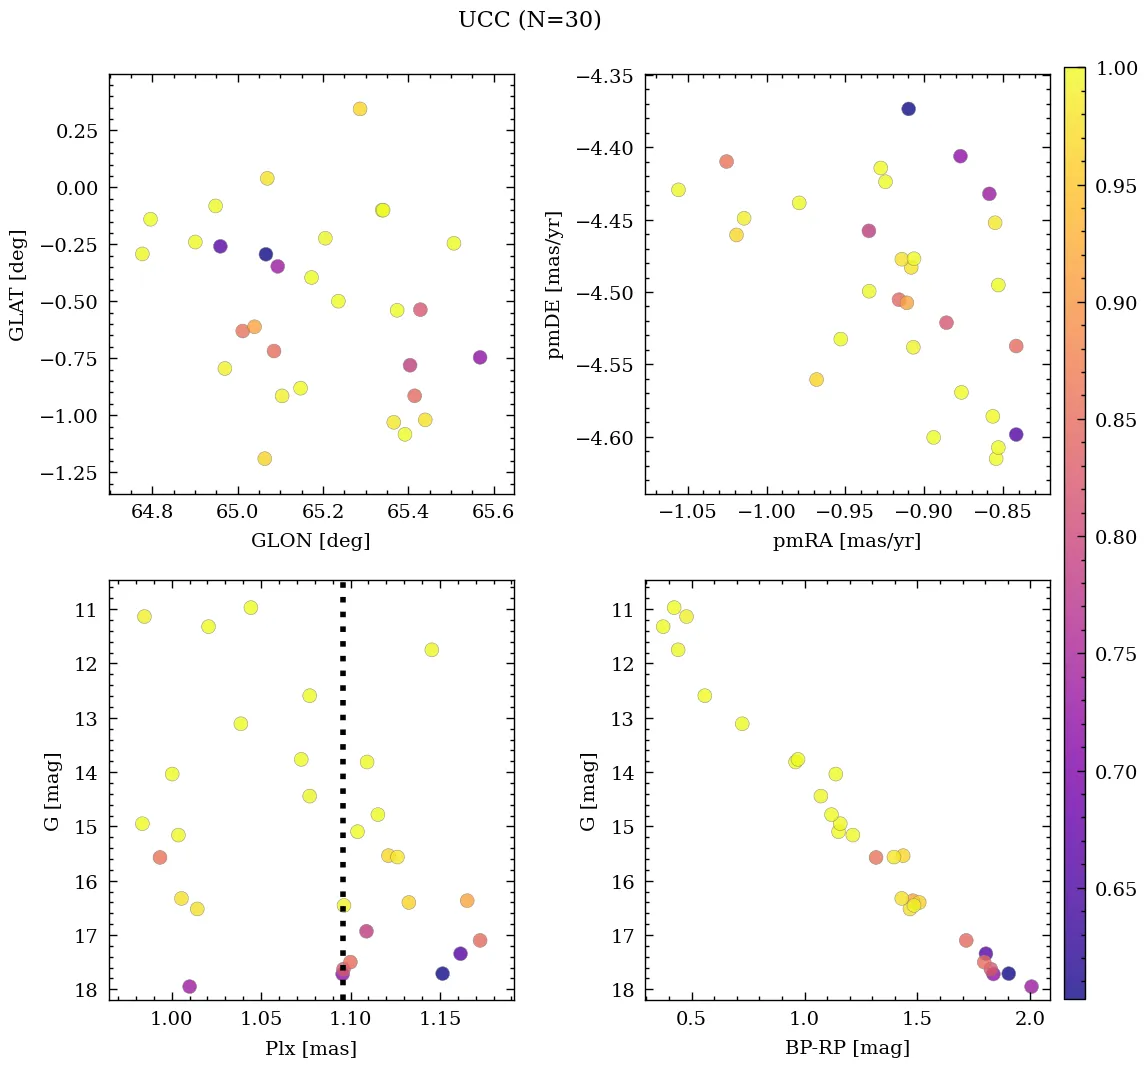 UCC (N=30)
0.25
0.00
−0.25
−0.50
−0.75
−1.00
−1.25
GLAT [deg]
64.8 65.0 65.2 65.4 65.6
GLON [deg]
−4.35
−4.40
−4.45
−4.50
−4.55
−4.60
pmDE [mas/yr]
−1.05 −1.00 −0.95 −0.90 −0.85
pmRA [mas/yr]
11
12
13
14
15
16
17
18
G [mag]
1.00 1.05 1.10 1.15
Plx [mas]
11
12
13
14
15
16
17
18
G [mag]
0.5 1.0 1.5 2.0
BP-RP [mag]
1.00
0.95
0.90
0.85
0.80
0.75
0.70
0.65